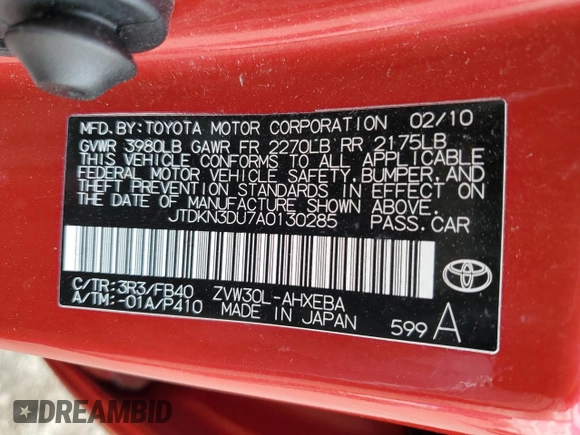 MFD. BY: TOYOTA MOTOR CORPORATION 02/10
GVWR 3980LB GAWR FR 2270LB RR 2175LB
THIS VEHICLE CONFORMS TO ALL APPLICABLE
FEDERAL MOTOR VEHICLE SAFETY, BUMPER, AND
THEFT PREVENTION STANDARDS IN EFFECT ON
THE DATE OF MANUFACTURE SHOWN ABOVE.
JTDKN3DU7A0130285 PASS. CAR
C/TR: 3R3/FB40 ZVW30L-AHXEBA
A/TM: -01A/P410 MADE IN JAPAN
599 A
DREAMBID